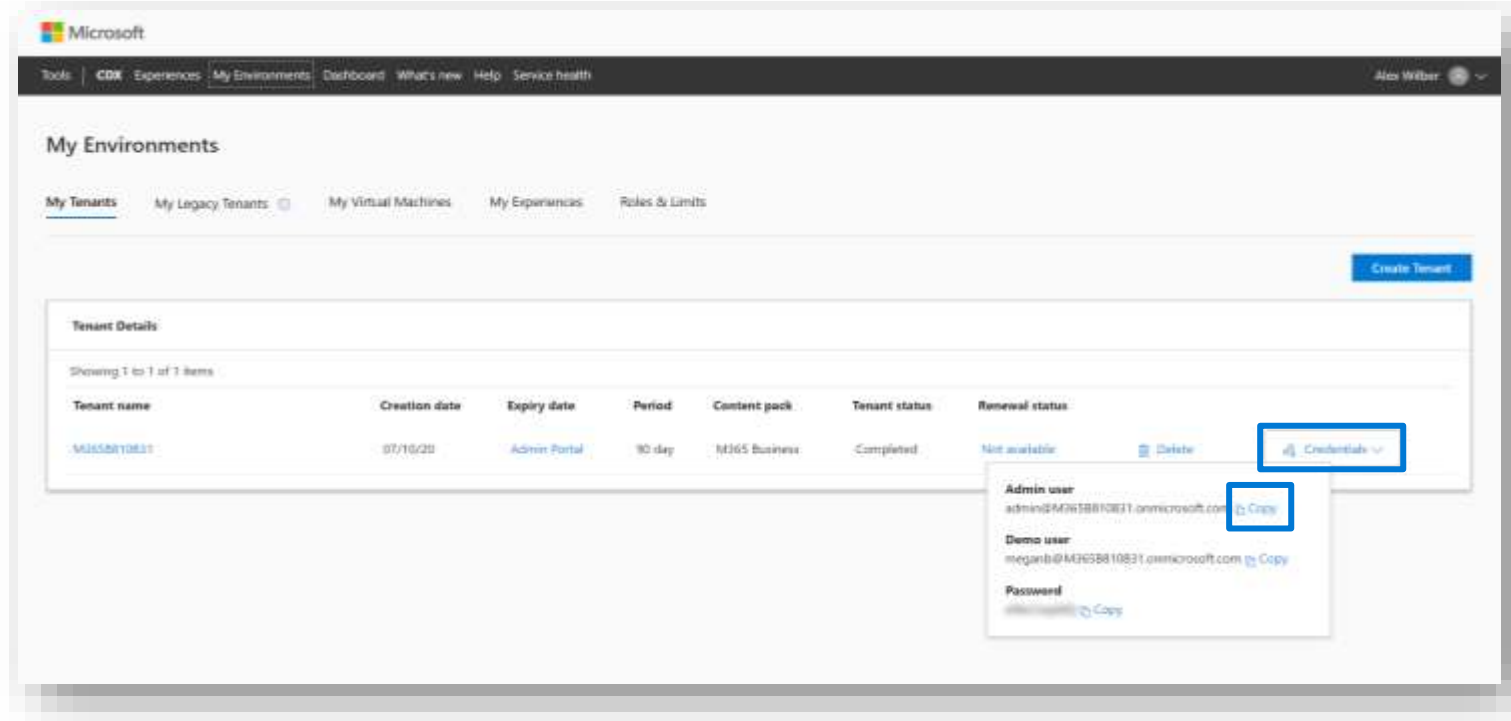 Microsoft
Tools | CDX Experiences My Environments Dashboard What's new Help Service health Alex Wilber
My Environments
My Tenants My Legacy Tenants My Virtual Machines My Experiences Roles & Limits
Create Tenant
Tenant Details
Showing 1 to 1 of 1 items
Tenant name Creation date Expiry date Period Content pack Tenant status Renewal status
M365B810831 07/10/20 Admin Portal 90 day M365 Business Completed Not available Delete Credentials
Admin user
admin@M365B810831.onmicrosoft.com Copy
Demo user
meganb@M365B810831.onmicrosoft.com Copy
Password
Copy